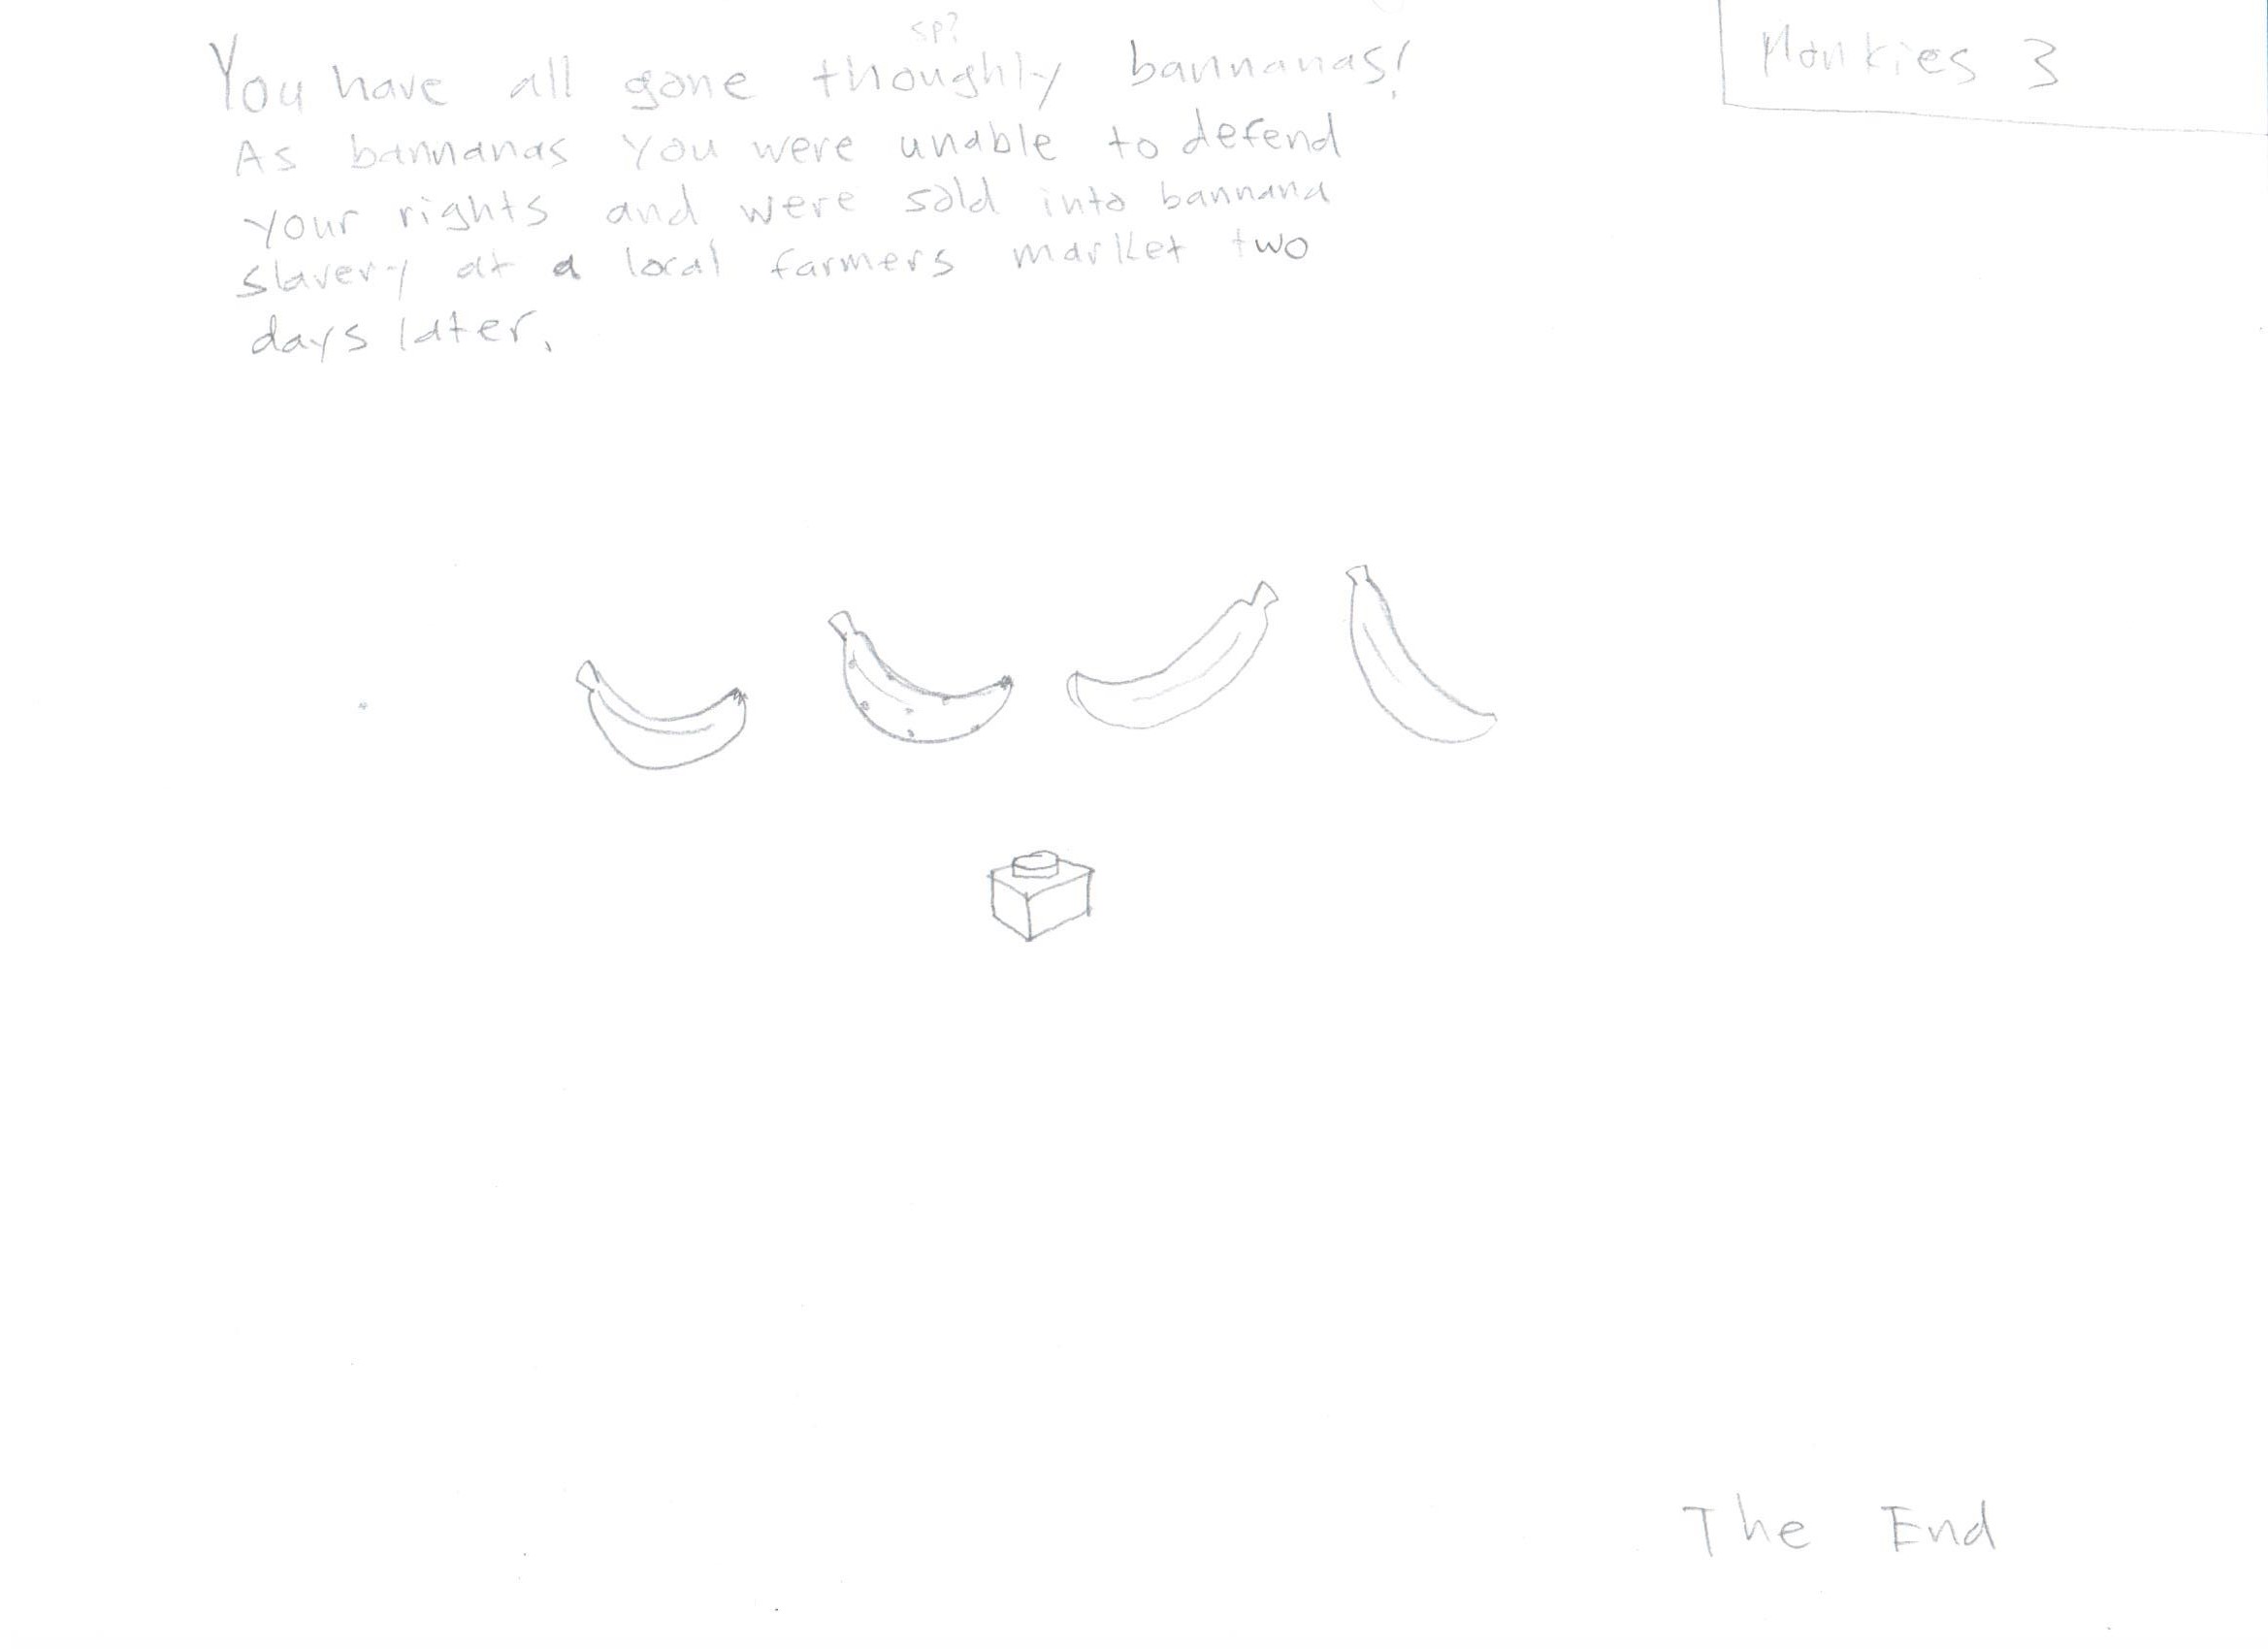 sp?
You have all gone thoughly bannanas!
As bannanas you were unable to defend
your rights and were sold into bannana
slavery at a local farmers market two
days later.
Monkies 3
The End